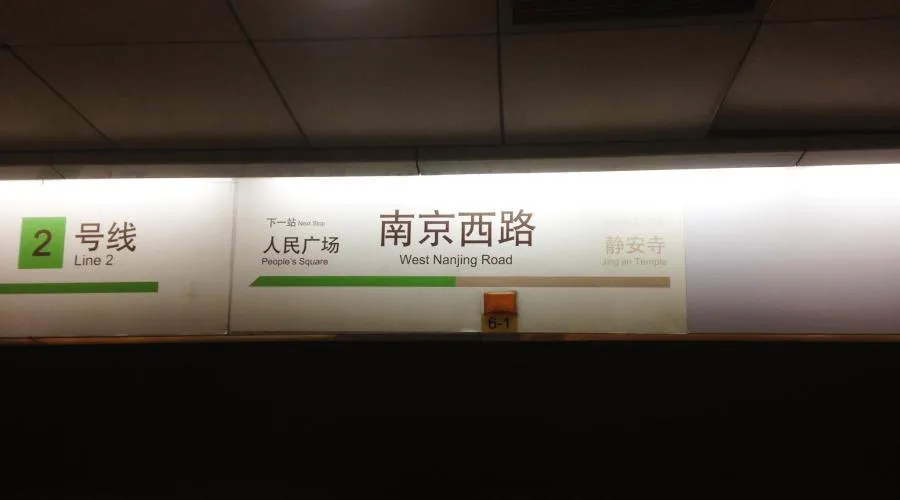 2 号线
Line 2
下一站 Next Stop
人民广场
People's Square
南京西路
West Nanjing Road
静安寺
Jing'an Temple
6-1